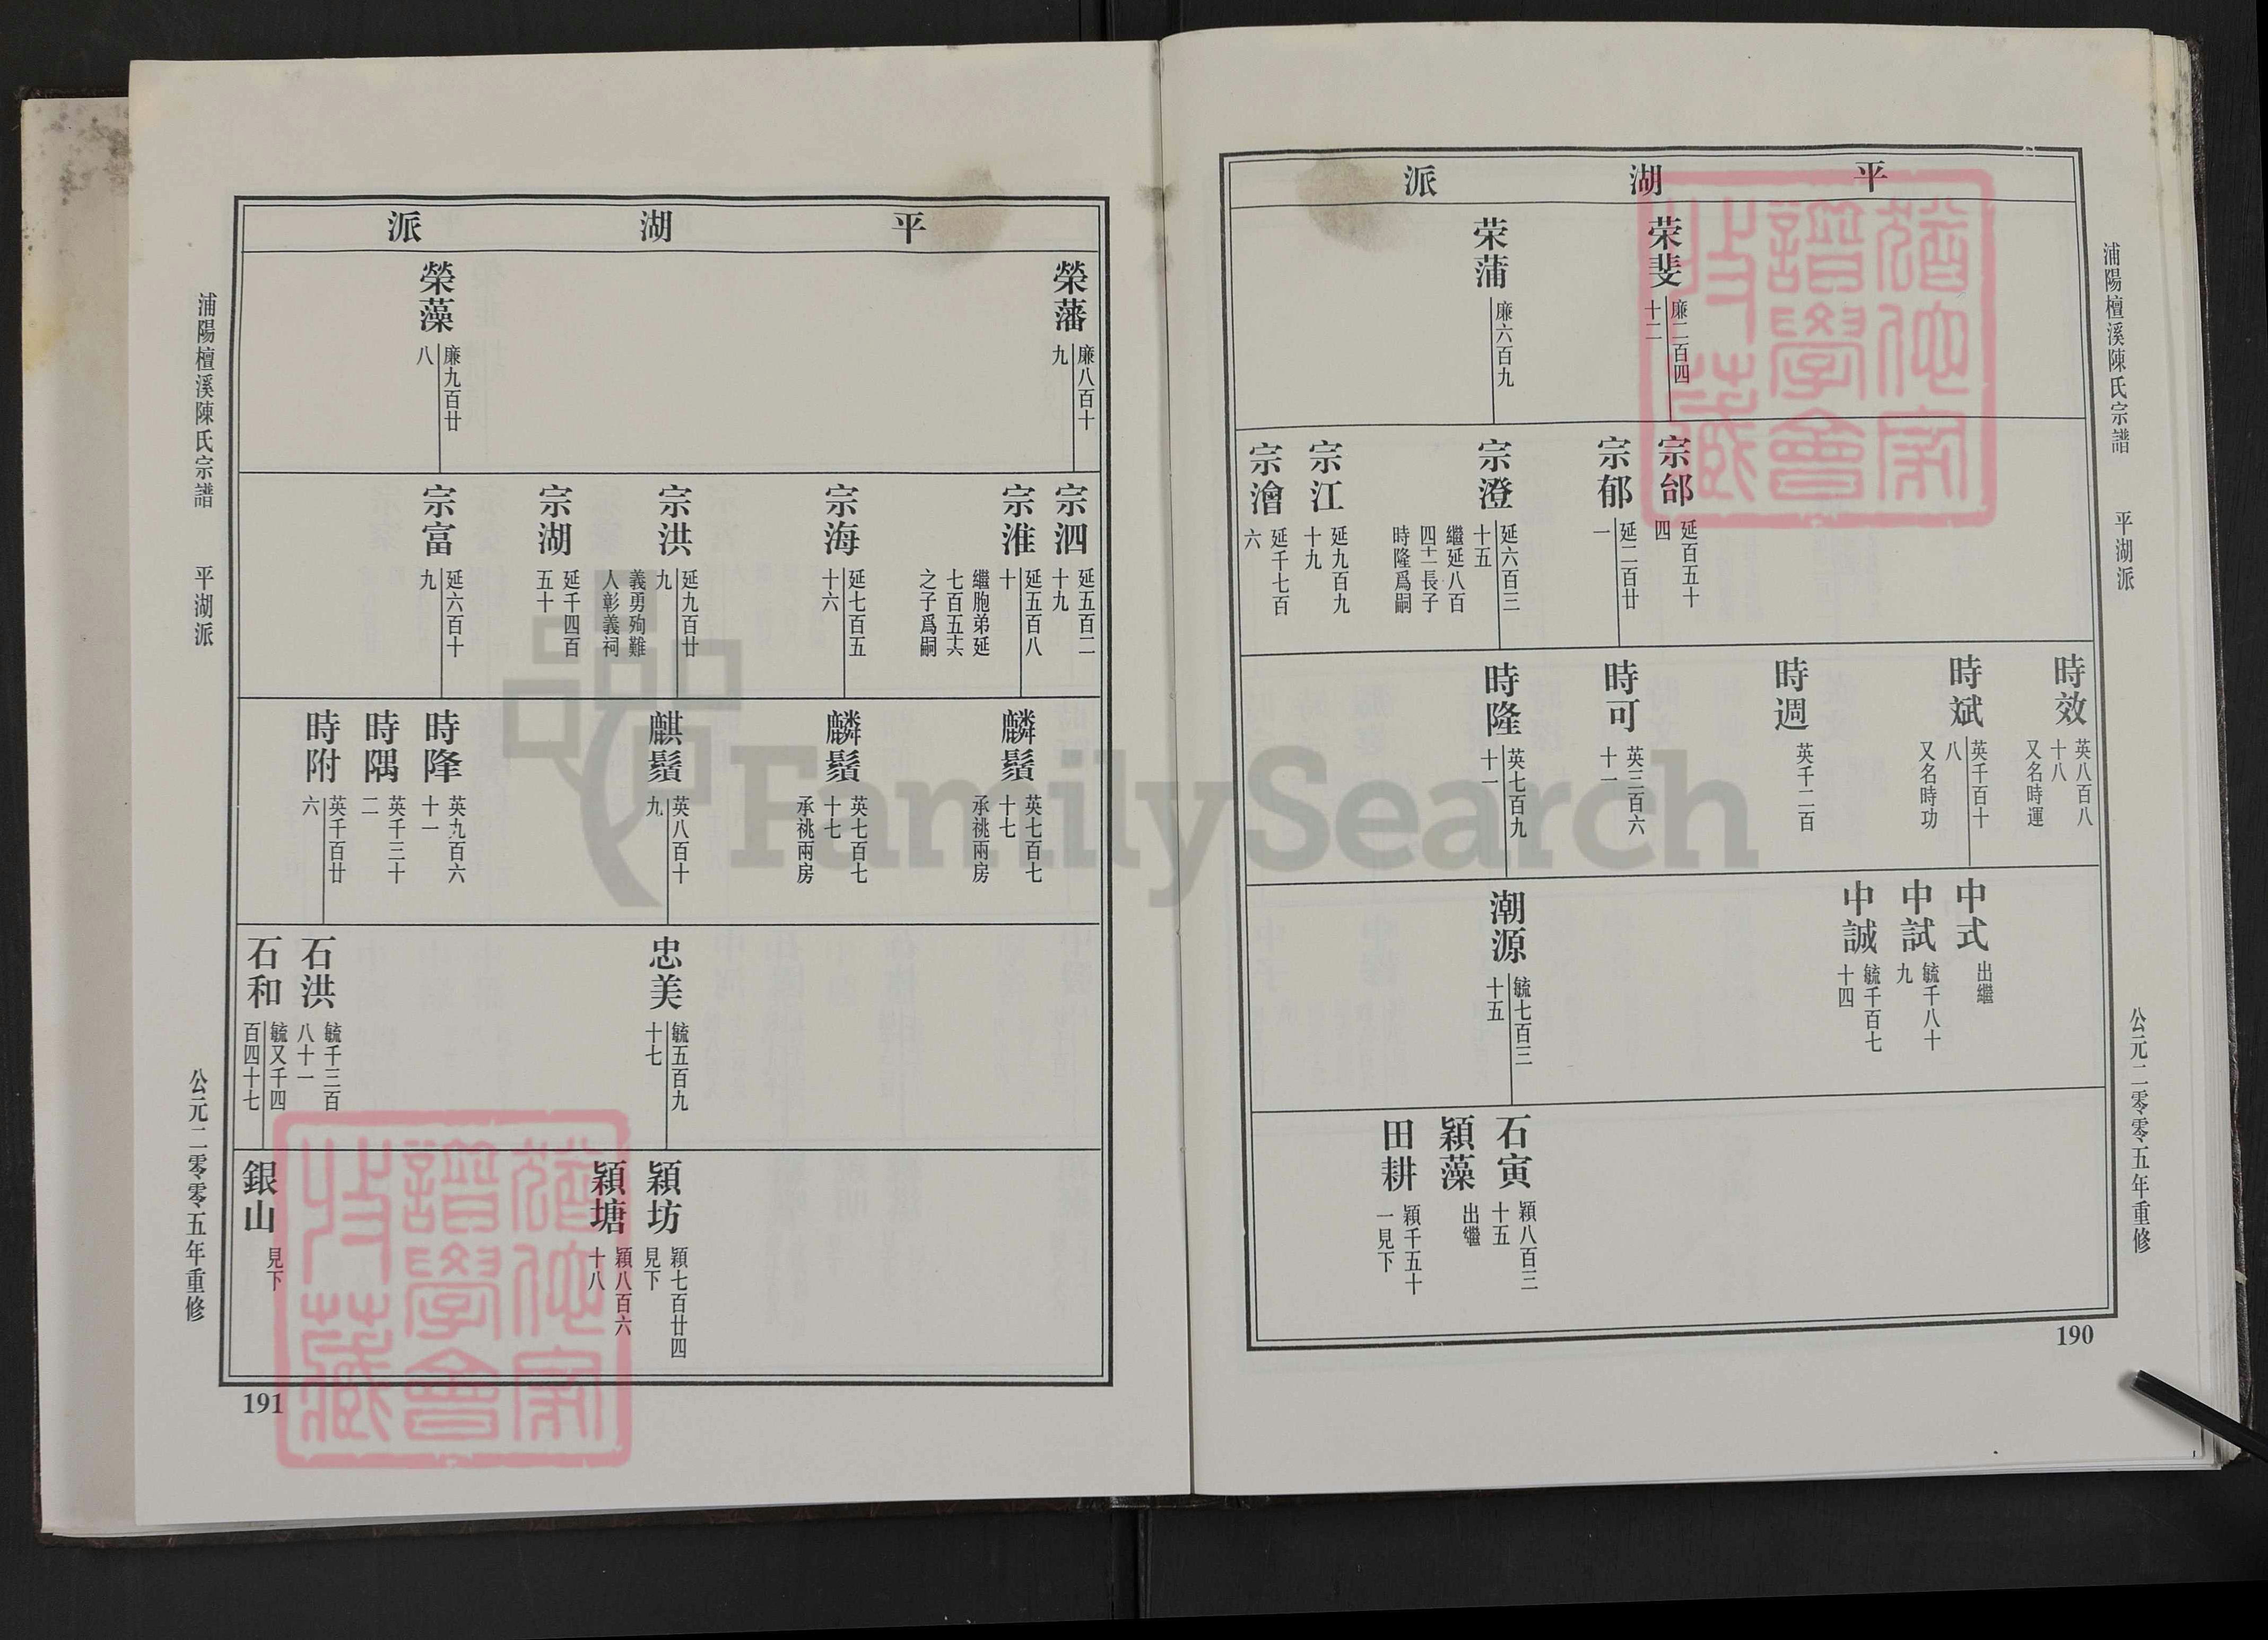 浦陽檀溪陳氏宗譜 平湖派 公元二零零五年重修
190
平湖派
荣斐 廉二百四十二
荣蒲 廉六百九
宗邰 延百五十四
宗郁 延二百廿一
宗澄 延六百三十五
繼延八百四十一長子時隆爲嗣
宗江 延九百九十九
宗澮 延千七百六
時效 英八百八十八
又名時運
時斌 英千百十八
又名時功
時週 英千二百
時可 英三百六十一
時隆 英七百九十一
中式 出繼
中試 毓千八十九
中誠 毓千百七十四
潮源 毓七百三十五
石寅 穎八百三十五
穎藻 出繼
田耕 穎千五十一見下
平湖派
榮藩 廉八百十九
榮藻 廉九百廿八
宗泗 延五百二十九
宗淮 延五百八十
繼胞弟延七百五十六之子爲嗣
宗海 延七百五十六
宗洪 延九百廿九
義勇殉難人彰義祠
宗湖 延千四百五十
宗富 延六百十九
麟鬚 英七百七十七
承祧兩房
麟鬚 英七百七十七
承祧兩房
麒鬚 英八百十九
時降 英九百六十一
時隅 英千三十二
時附 英千百廿六
忠美 毓五百九十七
石洪 毓千三百八十一
石和 毓又千四百四十七
穎坊 穎七百廿四見下
穎塘 穎八百六十八
銀山 見下
浦陽檀溪陳氏宗譜 平湖派 公元二零零五年重修
191
FamilySearch